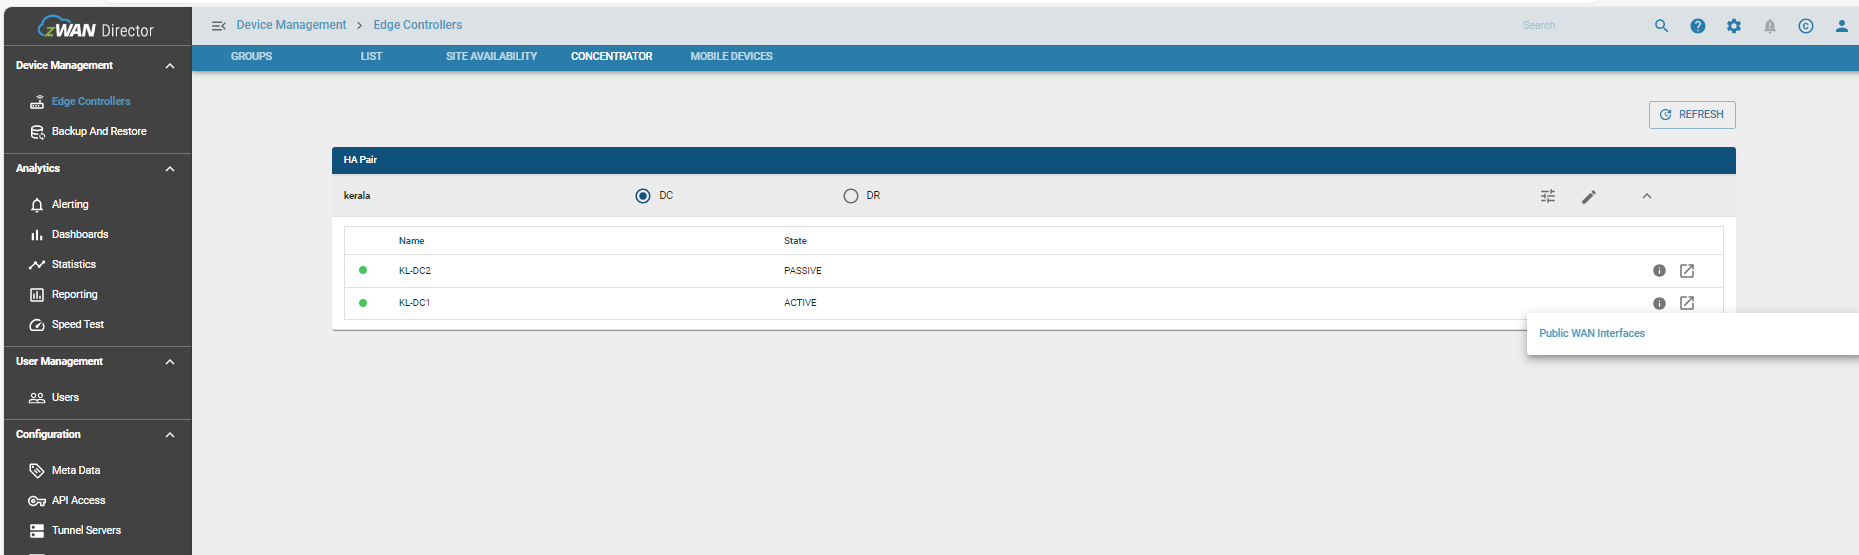 zWAN Director
Device Management > Edge Controllers
Search
GROUPS LIST SITE AVAILABILITY CONCENTRATOR MOBILE DEVICES
Device Management
Edge Controllers
Backup And Restore
Analytics
Alerting
Dashboards
Statistics
Reporting
Speed Test
User Management
Users
Configuration
Meta Data
API Access
Tunnel Servers
REFRESH
HA Pair
kerala DC DR
Name State
KL-DC2 PASSIVE
KL-DC1 ACTIVE
Public WAN Interfaces